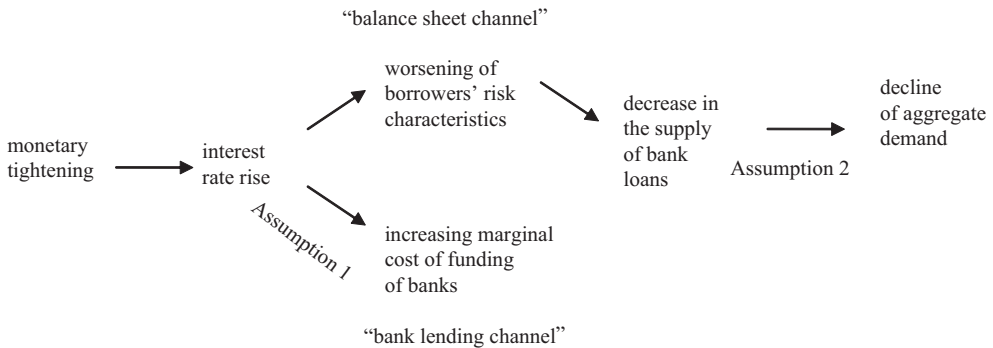 “balance sheet channel”
worsening of
borrowers’ risk
characteristics
monetary
tightening
interest
rate rise
Assumption 1
increasing marginal
cost of funding
of banks
“bank lending channel”
decrease in
the supply
of bank
loans
Assumption 2
decline
of aggregate
demand